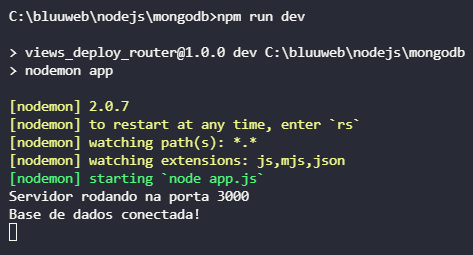 C:\bluuweb\nodejs\mongodb>npm run dev
> views_deploy_router@1.0.0 dev C:\bluuweb\nodejs\mongodb
> nodemon app
[nodemon] 2.0.7
[nodemon] to restart at any time, enter `rs`
[nodemon] watching path(s): *.*
[nodemon] watching extensions: js,mjs,json
[nodemon] starting `node app.js`
Servidor rodando na porta 3000
Base de dados conectada!